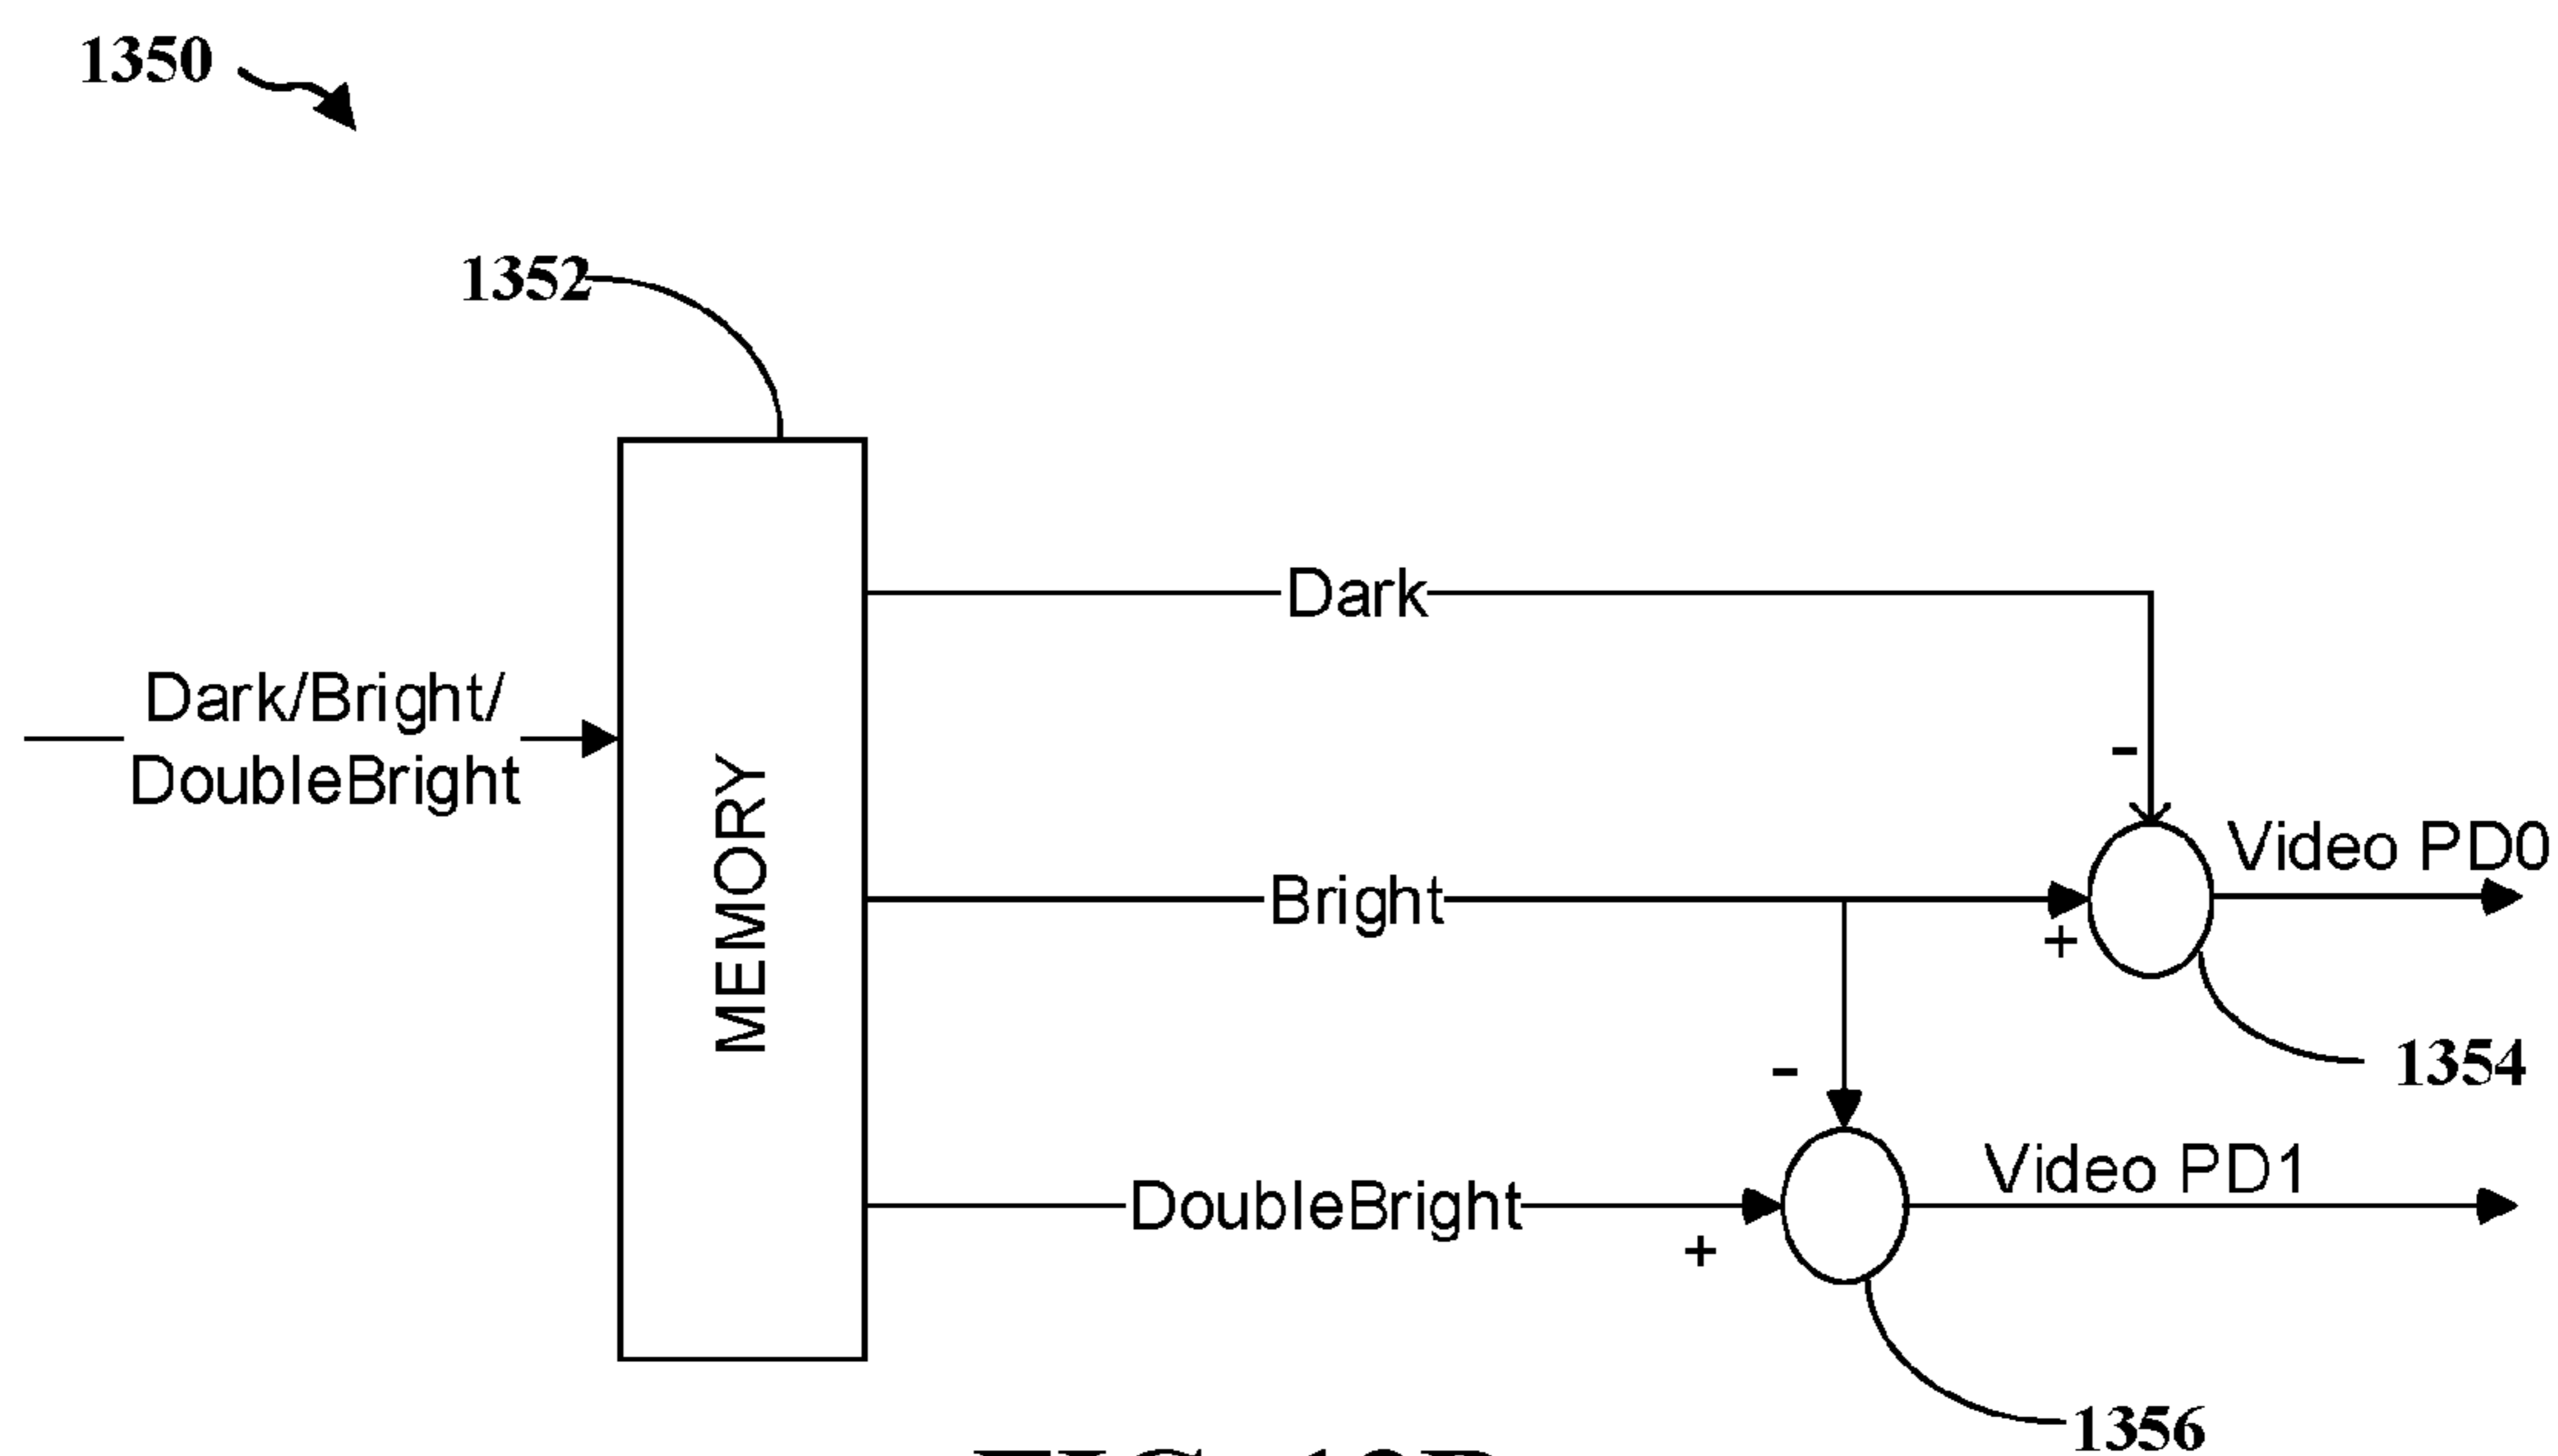 1350
1352
Dark
Dark/Bright/
DoubleBright
-
MEMORY
Video PD0
Bright
+
1354
-
Video PD1
DoubleBright
+
1356